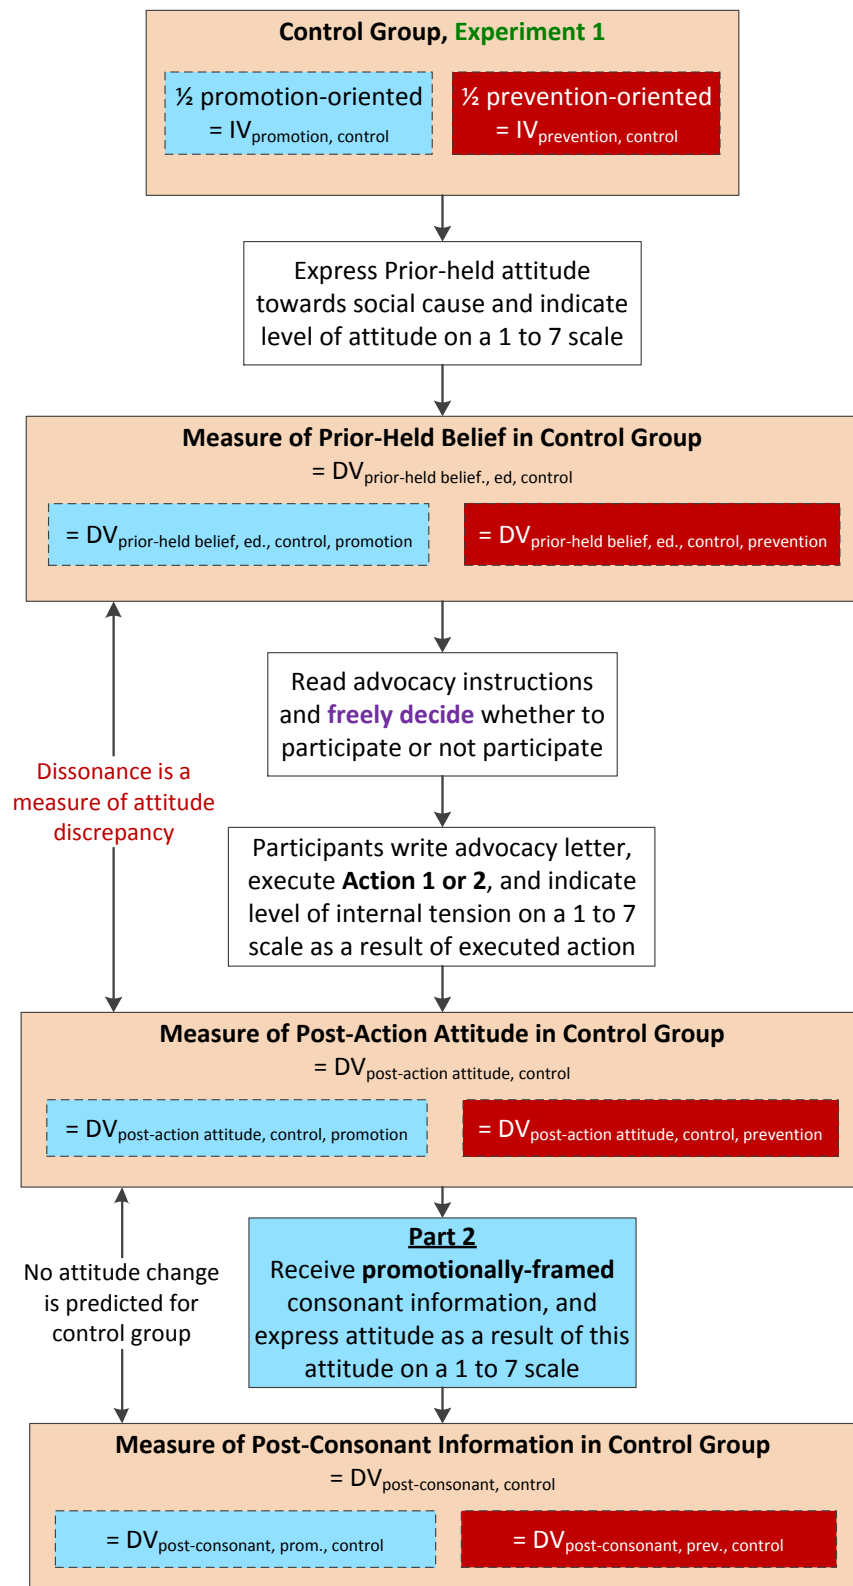 Control Group, Experiment 1
½ promotion-oriented
= IVpromotion, control
½ prevention-oriented
= IVprevention, control
Express Prior-held attitude
towards social cause and indicate
level of attitude on a 1 to 7 scale
Measure of Prior-Held Belief in Control Group
= DVprior-held belief., ed, control
= DVprior-held belief, ed., control, promotion
= DVprior-held belief, ed., control, prevention
Read advocacy instructions
and freely decide whether to
participate or not participate
Dissonance is a
measure of attitude
discrepancy
Participants write advocacy letter,
execute Action 1 or 2, and indicate
level of internal tension on a 1 to 7
scale as a result of executed action
Measure of Post-Action Attitude in Control Group
= DVpost-action attitude, control
= DVpost-action attitude, control, promotion
= DVpost-action attitude, control, prevention
No attitude change
is predicted for
control group
Part 2
Receive promotionally-framed
consonant information, and
express attitude as a result of this
attitude on a 1 to 7 scale
Measure of Post-Consonant Information in Control Group
= DVpost-consonant, control
= DVpost-consonant, prom., control
= DVpost-consonant, prev., control